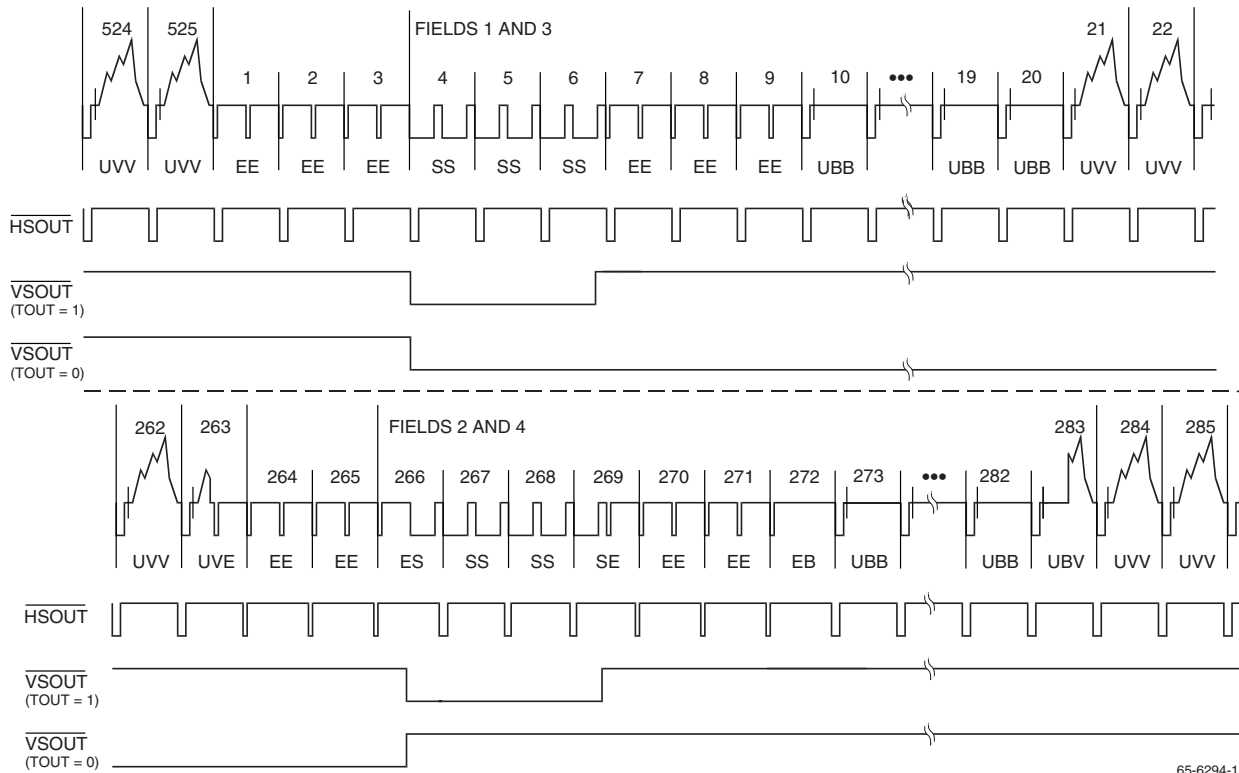 524 525 FIELDS 1 AND 3 21 22
1 2 3 4 5 6 7 8 9 10 ••• 19 20
UVV UVV EE EE EE SS SS SS EE EE EE UBB UBB UBB UVV UVV
HSOUT
VSOUT
(TOUT = 1)
VSOUT
(TOUT = 0)
262 263 FIELDS 2 AND 4 283 284 285
264 265 266 267 268 269 270 271 272 273 ••• 282
UVV UVE EE EE ES SS SS SE EE EE EB UBB UBB UBV UVV UVV
HSOUT
VSOUT
(TOUT = 1)
VSOUT
(TOUT = 0)